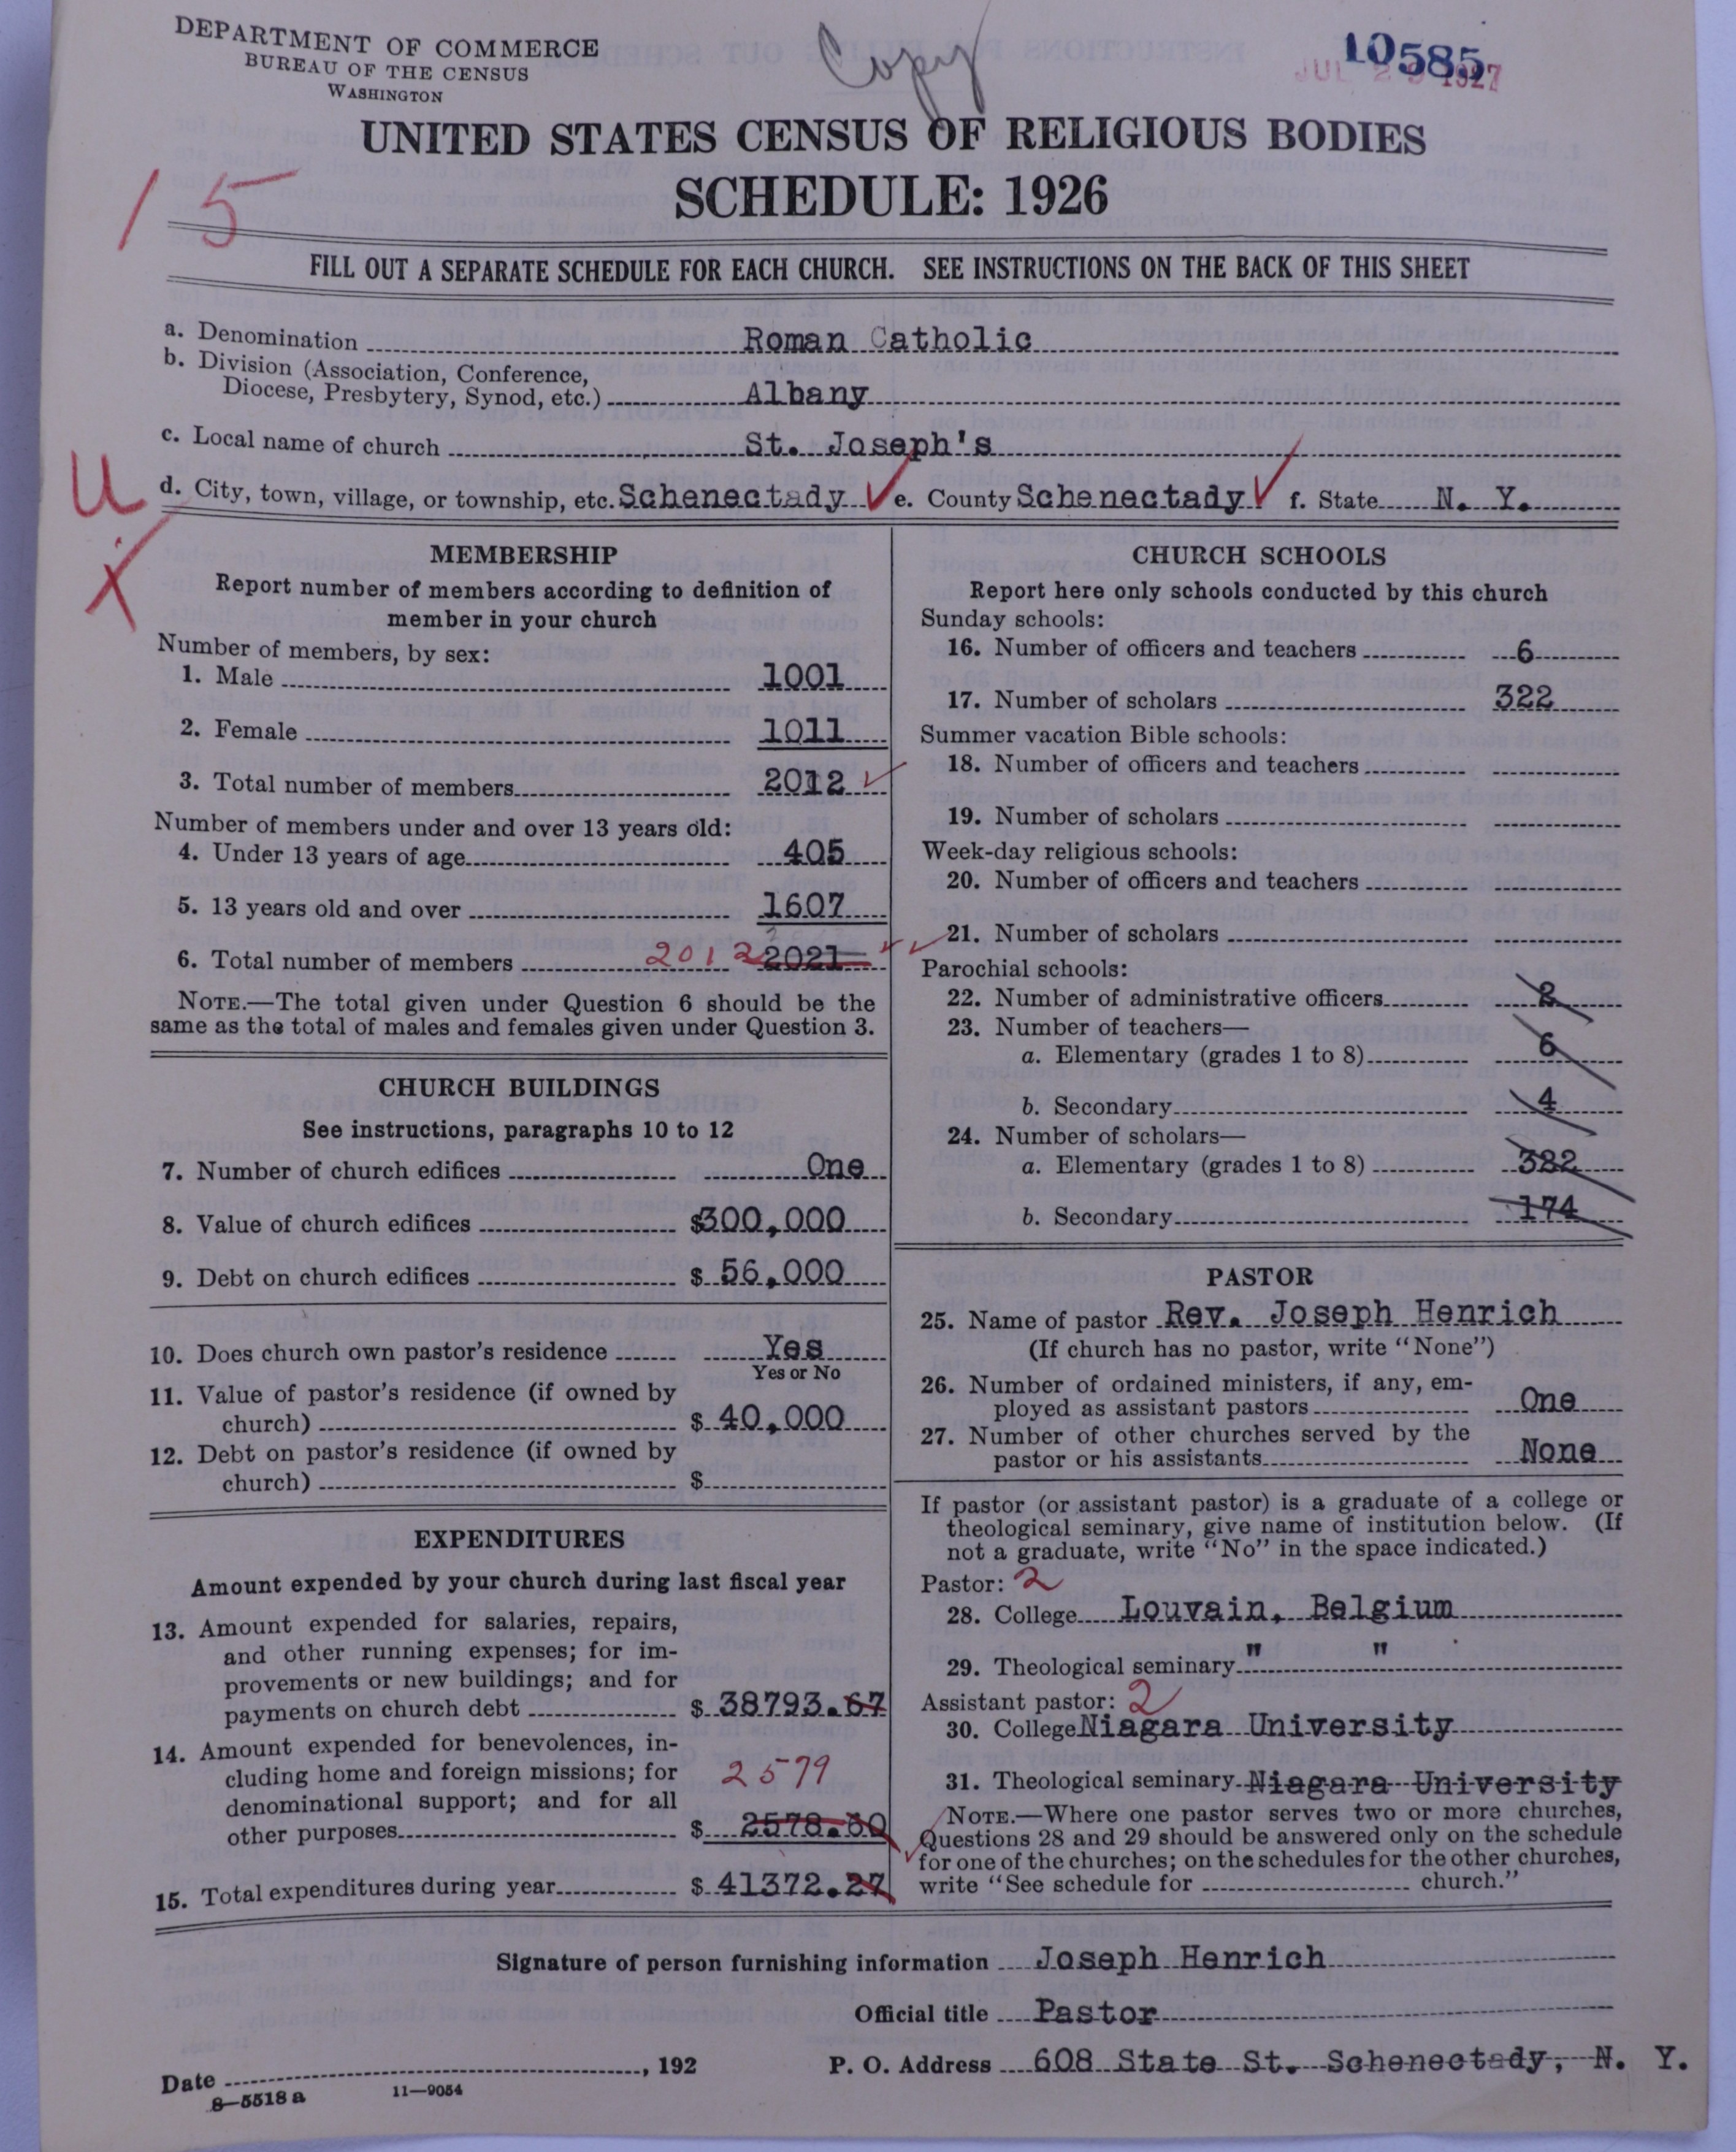 DEPARTMENT OF COMMERCE
BUREAU OF THE CENSUS
WASHINGTON
Copy
10585
JUL 29 1927
UNITED STATES CENSUS OF RELIGIOUS BODIES
SCHEDULE: 1926
15
FILL OUT A SEPARATE SCHEDULE FOR EACH CHURCH. SEE INSTRUCTIONS ON THE BACK OF THIS SHEET
a. Denomination Roman Catholic
b. Division (Association, Conference,
Diocese, Presbytery, Synod, etc.) Albany
c. Local name of church St. Joseph's
U
d. City, town, village, or township, etc. Schenectady e. County Schenectady f. State N. Y.
X
MEMBERSHIP
Report number of members according to definition of
member in your church
Number of members, by sex:
1. Male 1001
2. Female 1011
3. Total number of members 2012
Number of members under and over 13 years old:
4. Under 13 years of age 405
5. 13 years old and over 1607
6. Total number of members 2012 2021
NOTE.—The total given under Question 6 should be the
same as the total of males and females given under Question 3.
CHURCH BUILDINGS
See instructions, paragraphs 10 to 12
7. Number of church edifices One
8. Value of church edifices $300,000
9. Debt on church edifices $ 56,000
10. Does church own pastor's residence Yes
Yes or No
11. Value of pastor's residence (if owned by
church) $ 40,000
12. Debt on pastor's residence (if owned by
church) $
EXPENDITURES
Amount expended by your church during last fiscal year
13. Amount expended for salaries, repairs,
and other running expenses; for im-
provements or new buildings; and for
payments on church debt $ 38793.67
14. Amount expended for benevolences, in-
cluding home and foreign missions; for 2579
denominational support; and for all
other purposes $ 2578.60
15. Total expenditures during year $ 41372.27
CHURCH SCHOOLS
Report here only schools conducted by this church
Sunday schools:
16. Number of officers and teachers 6
17. Number of scholars 322
Summer vacation Bible schools:
18. Number of officers and teachers
19. Number of scholars
Week-day religious schools:
20. Number of officers and teachers
21. Number of scholars
Parochial schools:
22. Number of administrative officers 2
23. Number of teachers—
a. Elementary (grades 1 to 8) 6
b. Secondary 4
24. Number of scholars—
a. Elementary (grades 1 to 8) 322
b. Secondary 174
PASTOR
25. Name of pastor Rev. Joseph Henrich
(If church has no pastor, write "None")
26. Number of ordained ministers, if any, em-
ployed as assistant pastors One
27. Number of other churches served by the
pastor or his assistants None
If pastor (or assistant pastor) is a graduate of a college or
theological seminary, give name of institution below. (If
not a graduate, write "No" in the space indicated.)
Pastor: 2
28. College Louvain, Belgium
29. Theological seminary " "
Assistant pastor: 2
30. College Niagara University
31. Theological seminary Niagara University
NOTE.—Where one pastor serves two or more churches,
Questions 28 and 29 should be answered only on the schedule
for one of the churches; on the schedules for the other churches,
write "See schedule for church."
Signature of person furnishing information Joseph Henrich
Official title Pastor
Date , 192 P. O. Address 608 State St. Schenectady, N. Y.
8—5518 a 11—9054